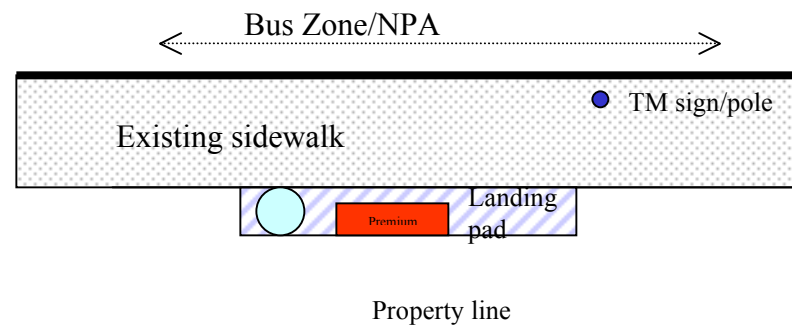 Bus Zone/NPA
TM sign/pole
Existing sidewalk
Landing
pad
Premium
Property line